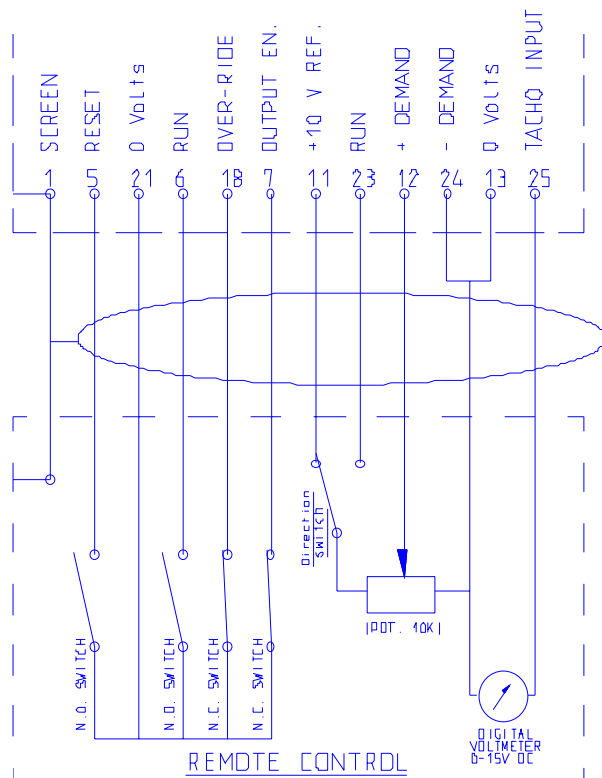 SCREEN
RESET
0 Volts
RUN
OVER-RIDE
OUTPUT EN.
+10 V REF.
RUN
+ DEMAND
- DEMAND
0 Volts
TACHO INPUT
1 5 21 6 18 7 11 23 12 24 13 25
Direction
switch
(POT. 10K)
N.O. SWITCH
N.O. SWITCH
N.C. SWITCH
N.C. SWITCH
DIGITAL
VOLTMETER
0-15V DC
REMOTE CONTROL